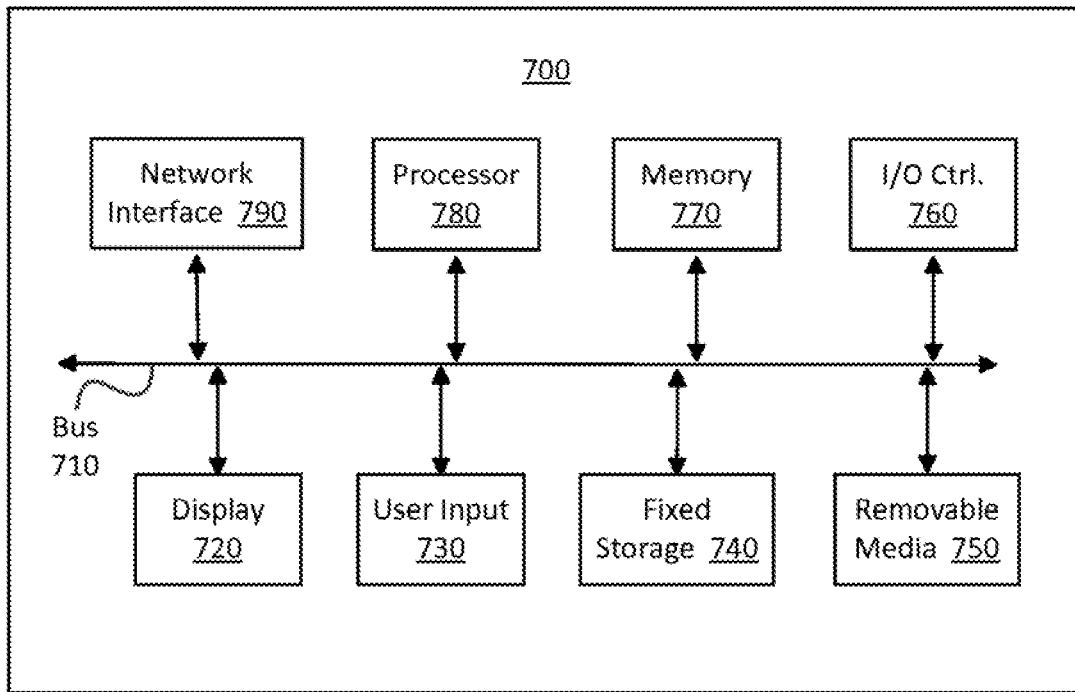 700
Network
Interface 790
Processor
780
Memory
770
I/O Ctrl.
760
Bus
710
Display
720
User Input
730
Fixed
Storage 740
Removable
Media 750